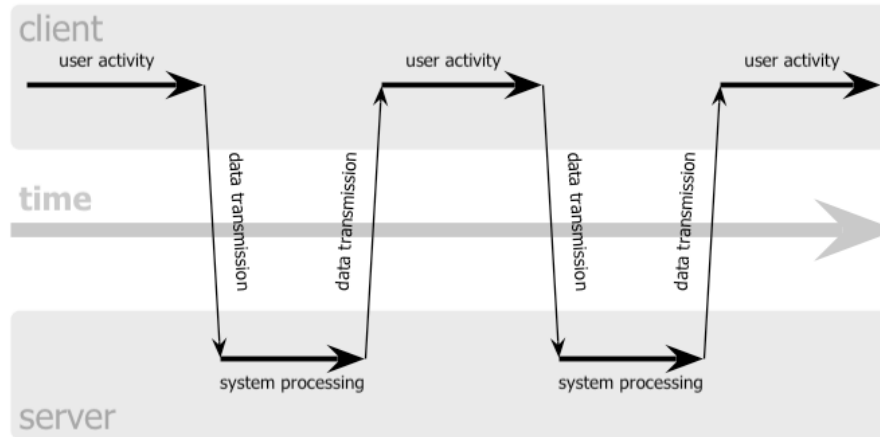 client
user activity
user activity
user activity
data transmission
data transmission
data transmission
data transmission
time
system processing
system processing
server